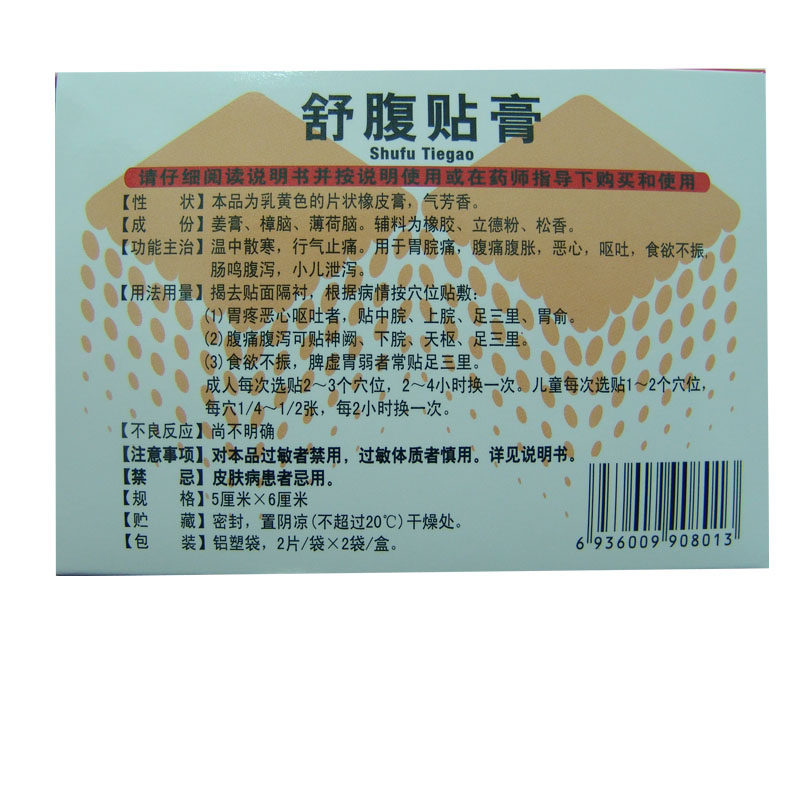 舒腹贴膏
Shufu Tiegao
请仔细阅读说明书并按说明使用或在药师指导下购买和使用
【性 状】本品为乳黄色的片状橡皮膏，气芳香。
【成 份】姜膏、樟脑、薄荷脑。辅料为橡胶、立德粉、松香。
【功能主治】温中散寒，行气止痛。用于胃脘痛，腹痛腹胀，恶心，呕吐，食欲不振，
肠鸣腹泻，小儿泄泻。
【用法用量】揭去贴面隔衬，根据病情按穴位贴敷：
(1)胃疼恶心呕吐者，贴中脘、上脘、足三里、胃俞。
(2)腹痛腹泻可贴神阙、下脘、天枢、足三里。
(3)食欲不振，脾虚胃弱者常贴足三里。
成人每次选贴2～3个穴位，2～4小时换一次。儿童每次选贴1～2个穴位，
每穴1/4～1/2张，每2小时换一次。
【不良反应】尚不明确
【注意事项】对本品过敏者禁用，过敏体质者慎用。详见说明书。
【禁 忌】皮肤病患者忌用。
【规 格】5厘米×6厘米
【贮 藏】密封，置阴凉(不超过20℃)干燥处。
【包 装】铝塑袋，2片/袋×2袋/盒。
6 936009 908013